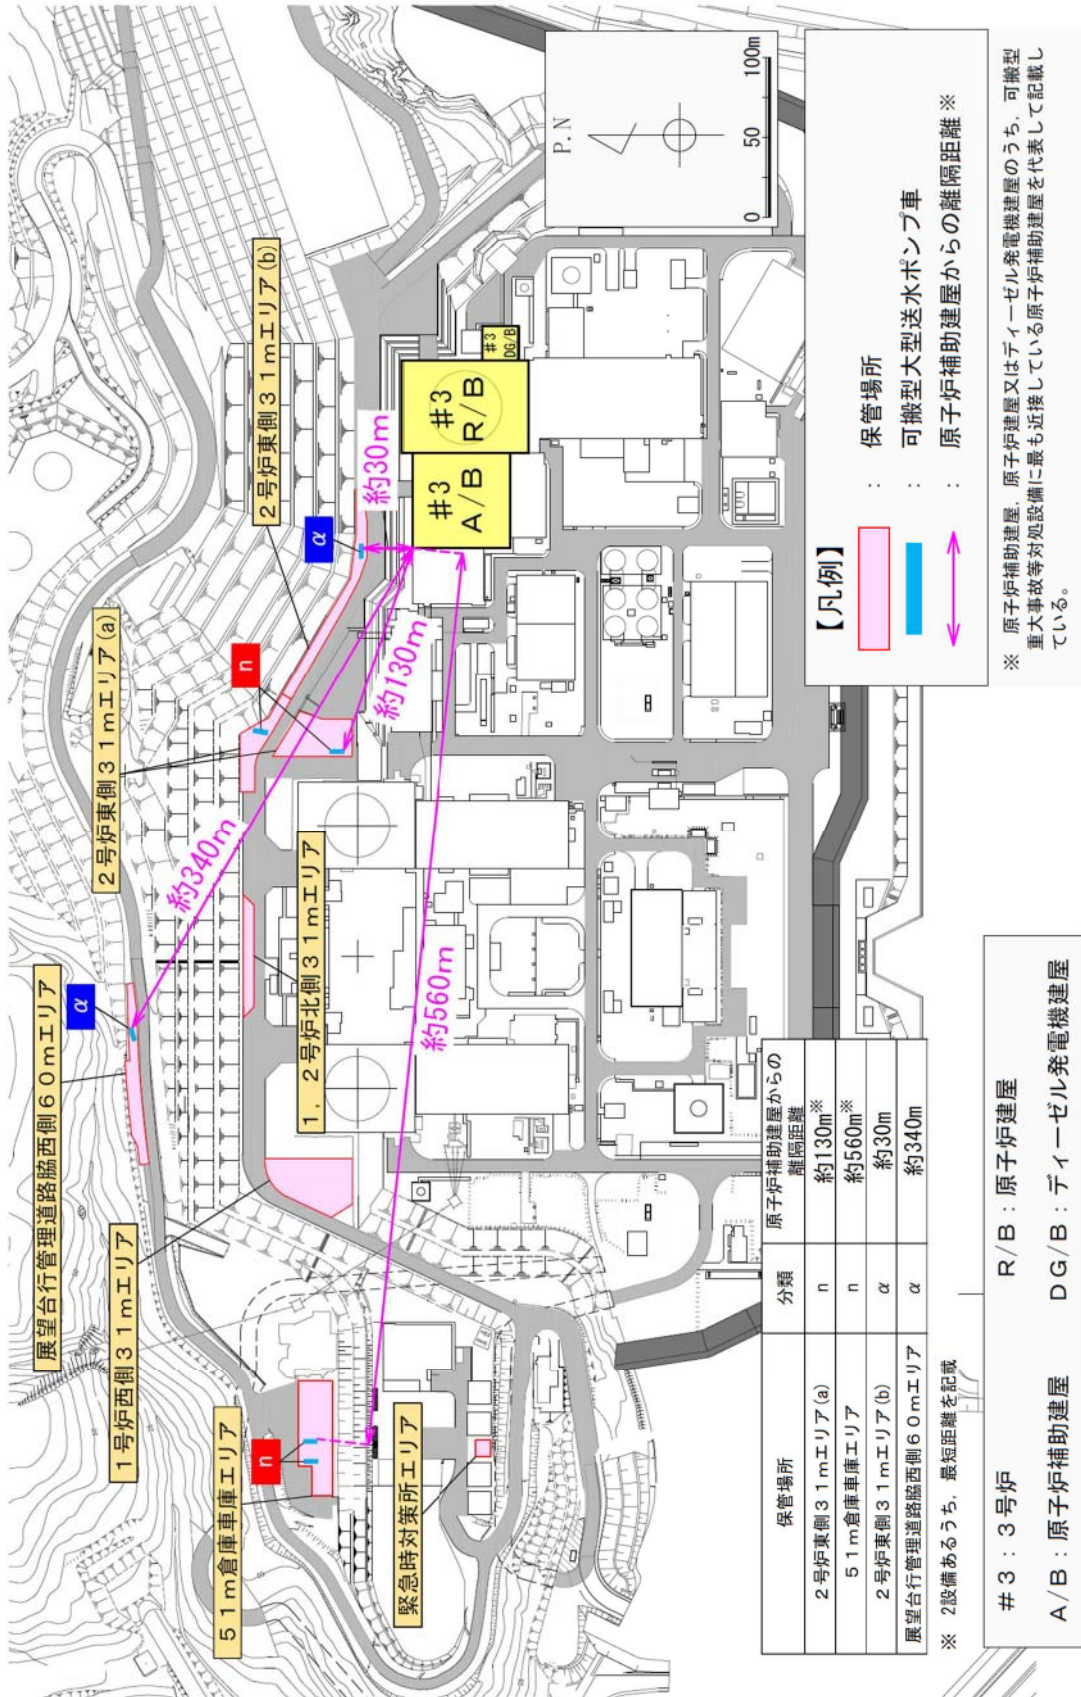 展望台行管理道路脇西側60mエリア
α
2号炉東側31mエリア(a)
n
2号炉東側31mエリア(b)
α
1号炉西側31mエリア
1，2号炉北側31mエリア
51m倉庫車庫エリア
n
緊急時対策所エリア
約340m
約130m
約30m
約560m
#3
A/B
#3
R/B
#3
DG/B
P.N
0 50 100m
【凡例】
： 保管場所
： 可搬型大型送水ポンプ車
： 原子炉補助建屋からの離隔距離※
※ 原子炉補助建屋，原子炉建屋又はディーゼル発電機建屋のうち，可搬型
重大事故等対処設備に最も近接している原子炉補助建屋を代表して記載し
ている。
保管場所 分類 原子炉補助建屋からの
離隔距離
2号炉東側31mエリア(a) n 約130m※
51m倉庫車庫エリア n 約560m※
2号炉東側31mエリア(b) α 約30m
展望台行管理道路脇西側60mエリア α 約340m
※ 2設備あるうち，最短距離を記載
#3：3号炉 R/B：原子炉建屋
A/B：原子炉補助建屋 DG/B：ディーゼル発電機建屋